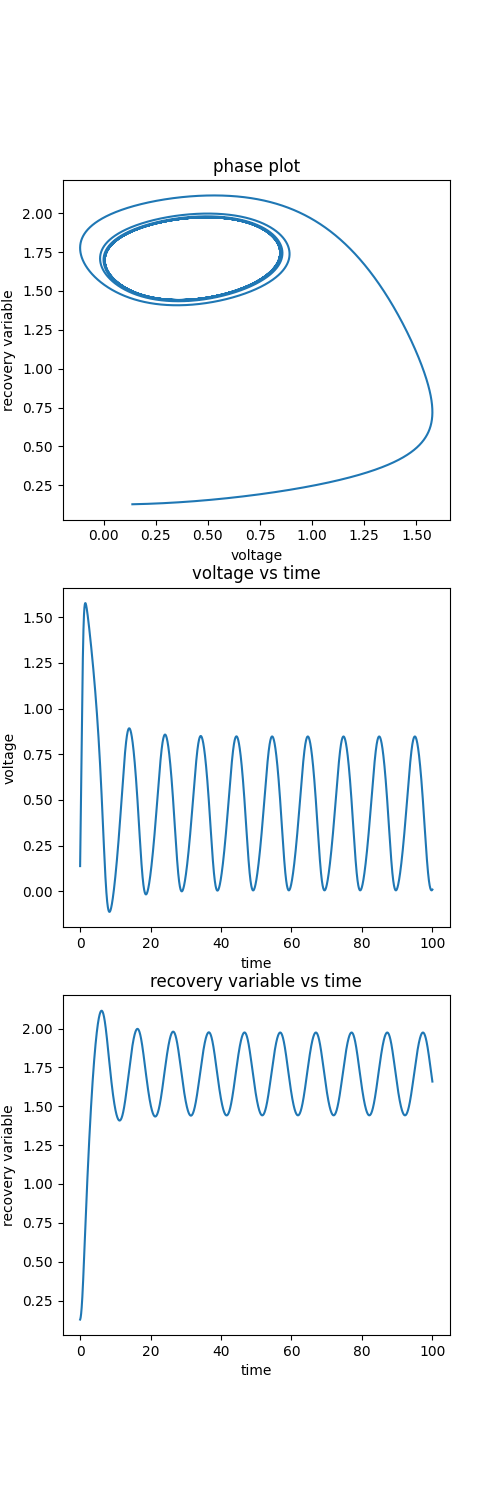 phase plot
2.00
1.75
1.50
1.25
1.00
0.75
0.50
0.25
recovery variable
0.00 0.25 0.50 0.75 1.00 1.25 1.50
voltage
voltage vs time
1.50
1.25
1.00
0.75
0.50
0.25
0.00
voltage
0 20 40 60 80 100
time
recovery variable vs time
2.00
1.75
1.50
1.25
1.00
0.75
0.50
0.25
recovery variable
0 20 40 60 80 100
time